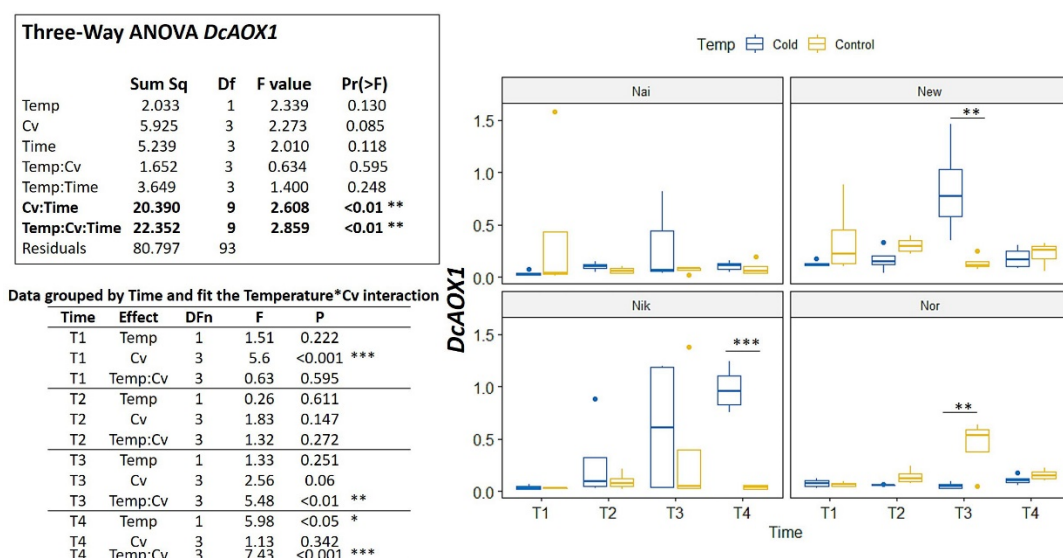 Three-Way ANOVA DcAOX1
Sum Sq Df F value Pr(>F)
Temp 2.033 1 2.339 0.130
Cv 5.925 3 2.273 0.085
Time 5.239 3 2.010 0.118
Temp:Cv 1.652 3 0.634 0.595
Temp:Time 3.649 3 1.400 0.248
Cv:Time 20.390 9 2.608 <0.01 **
Temp:Cv:Time 22.352 9 2.859 <0.01 **
Residuals 80.797 93
Data grouped by Time and fit the Temperature*Cv interaction
Time Effect DFn F P
T1 Temp 1 1.51 0.222
T1 Cv 3 5.6 <0.001 ***
T1 Temp:Cv 3 0.63 0.595
T2 Temp 1 0.26 0.611
T2 Cv 3 1.83 0.147
T2 Temp:Cv 3 1.32 0.272
T3 Temp 1 1.33 0.251
T3 Cv 3 2.56 0.06
T3 Temp:Cv 3 5.48 <0.01 **
T4 Temp 1 5.98 <0.05 *
T4 Cv 3 1.13 0.342
T4 Temp:Cv 3 7.43 <0.001 ***
Temp Cold Control
Nai New
1.5
**
1.0
0.5
0.0
DcAOX1
Nik Nor
1.5
***
1.0
**
0.5
0.0
T1 T2 T3 T4 T1 T2 T3 T4
Time